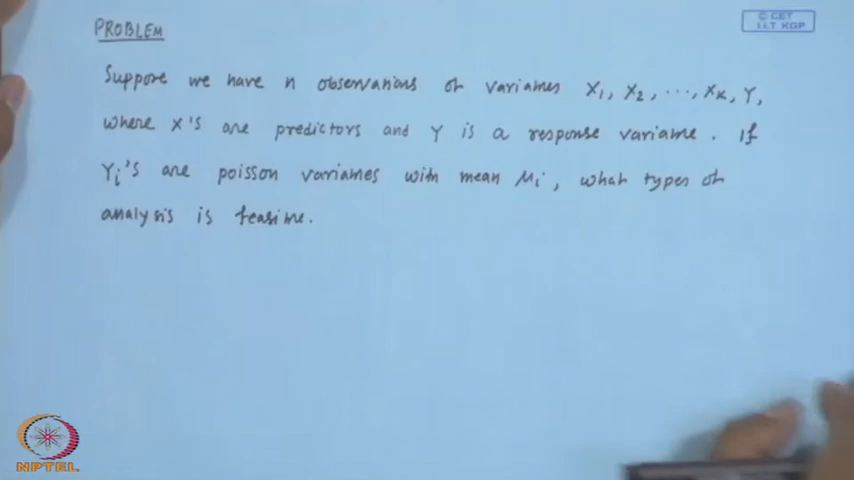 PROBLEM
© CET
I.I.T. KGP
Suppose we have n observations of variables X1, X2, ..., XK, Y,
where X's are predictors and Y is a response variable. If
Yi's are poisson variables with mean μi, what types of
analysis is feasible.
NPTEL